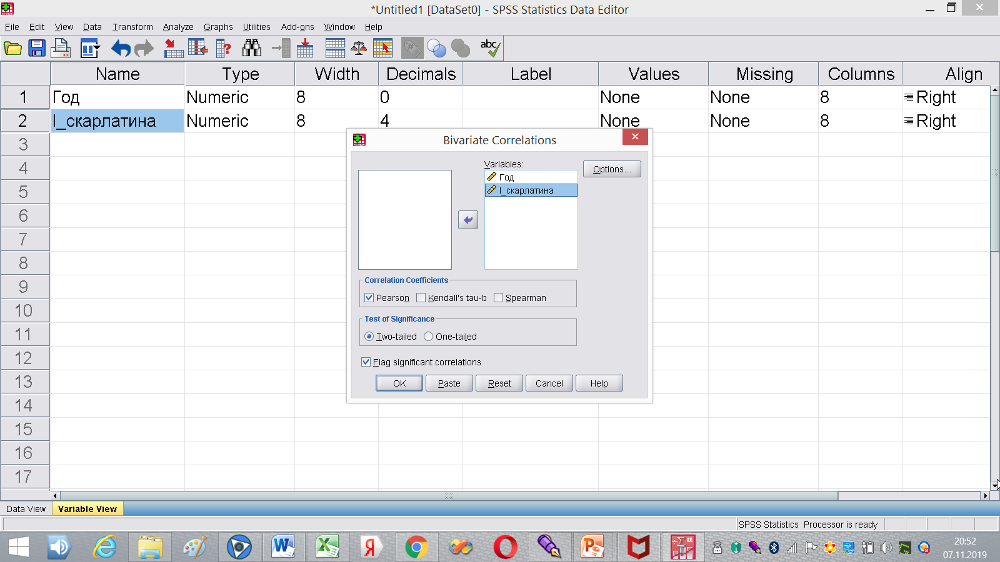 *Untitled1 [DataSet0] - SPSS Statistics Data Editor
File Edit View Data Transform Analyze Graphs Utilities Add-ons Window Help
abc
Name Type Width Decimals Label Values Missing Columns Align
1 Год Numeric 8 0 None None 8 Right
2 I_скарлатина Numeric 8 4 None None 8 Right
3
4
5
6
7
8
9
10
11
12
13
14
15
16
17
Bivariate Correlations
Variables:
Options...
Год
I_скарлатина
Correlation Coefficients
Pearson Kendall's tau-b Spearman
Test of Significance
Two-tailed One-tailed
Flag significant correlations
OK Paste Reset Cancel Help
Data View Variable View
SPSS Statistics Processor is ready
20:52
07.11.2019